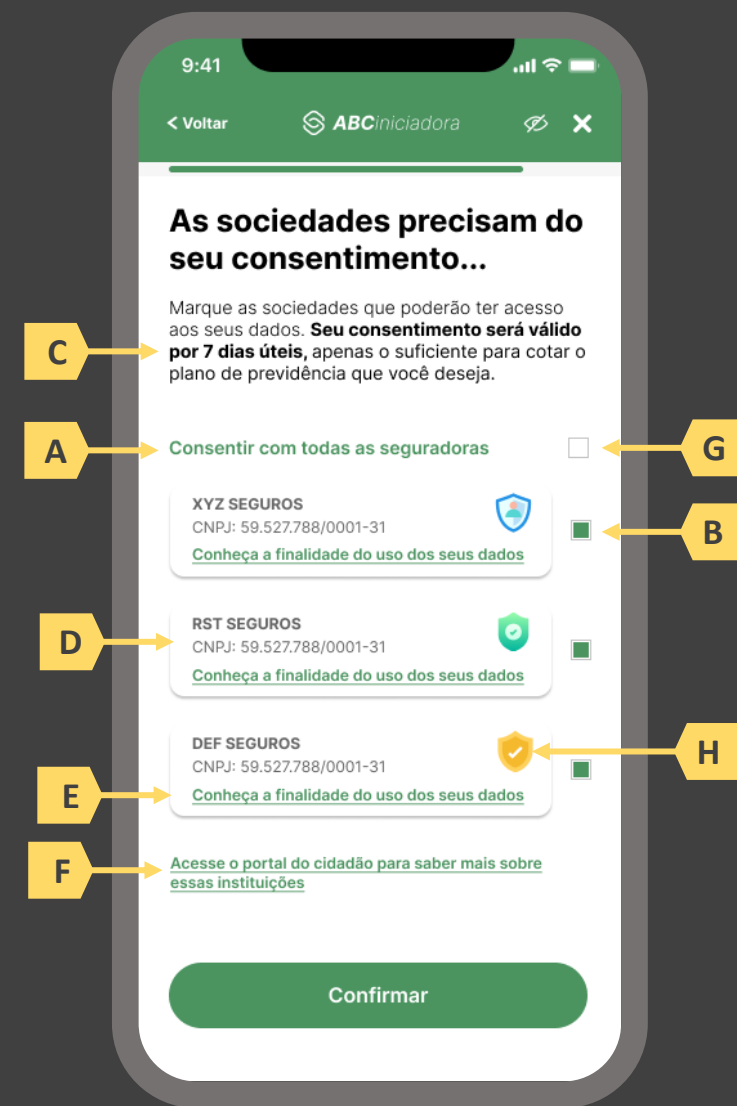 9:41
< Voltar
ABCiniciadora
As sociedades precisam do
seu consentimento...
Marque as sociedades que poderão ter acesso
aos seus dados. Seu consentimento será válido
C
por 7 dias úteis, apenas o suficiente para cotar o
plano de previdência que você deseja.
A
Consentir com todas as seguradoras
G
XYZ SEGUROS
CNPJ: 59.527.788/0001-31
B
Conheça a finalidade do uso dos seus dados
RST SEGUROS
D
CNPJ: 59.527.788/0001-31
Conheça a finalidade do uso dos seus dados
DEF SEGUROS
H
CNPJ: 59.527.788/0001-31
E
Conheça a finalidade do uso dos seus dados
F
Acesse o portal do cidadão para saber mais sobre
essas instituições
Confirmar